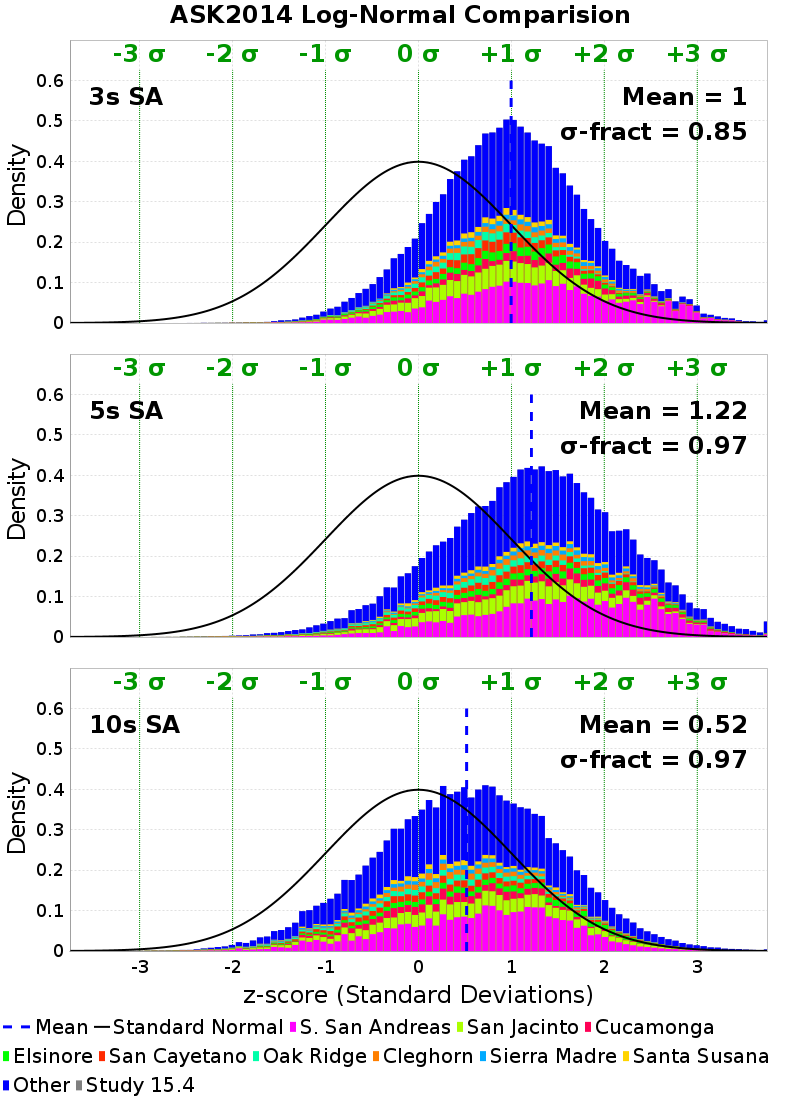 ASK2014 Log-Normal Comparision
-3 σ -2 σ -1 σ 0 σ +1 σ +2 σ +3 σ
3s SA
Mean = 1
σ-fract = 0.85
Density
0.6
0.5
0.4
0.3
0.2
0.1
0
-3 σ -2 σ -1 σ 0 σ +1 σ +2 σ +3 σ
5s SA
Mean = 1.22
σ-fract = 0.97
Density
0.6
0.5
0.4
0.3
0.2
0.1
0
-3 σ -2 σ -1 σ 0 σ +1 σ +2 σ +3 σ
10s SA
Mean = 0.52
σ-fract = 0.97
Density
0.6
0.5
0.4
0.3
0.2
0.1
0
-3 -2 -1 0 1 2 3
z-score (Standard Deviations)
Mean Standard Normal S. San Andreas San Jacinto Cucamonga
Elsinore San Cayetano Oak Ridge Cleghorn Sierra Madre Santa Susana
Other Study 15.4